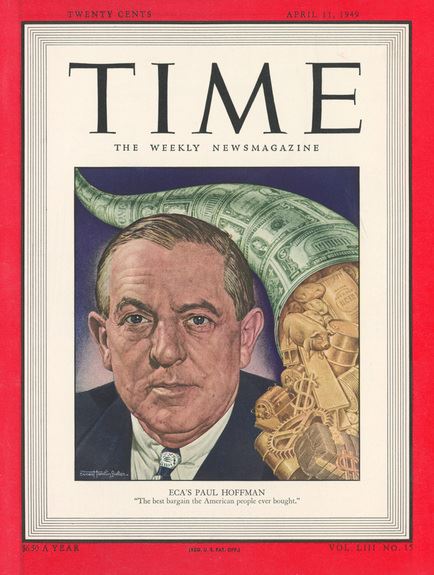 TWENTY CENTS APRIL 11, 1949
TIME
THE WEEKLY NEWSMAGAZINE
ECA'S PAUL HOFFMAN
"The best bargain the American people ever bought."
$6.50 A YEAR (REG. U. S. PAT. OFF.) VOL. LIII NO. 15